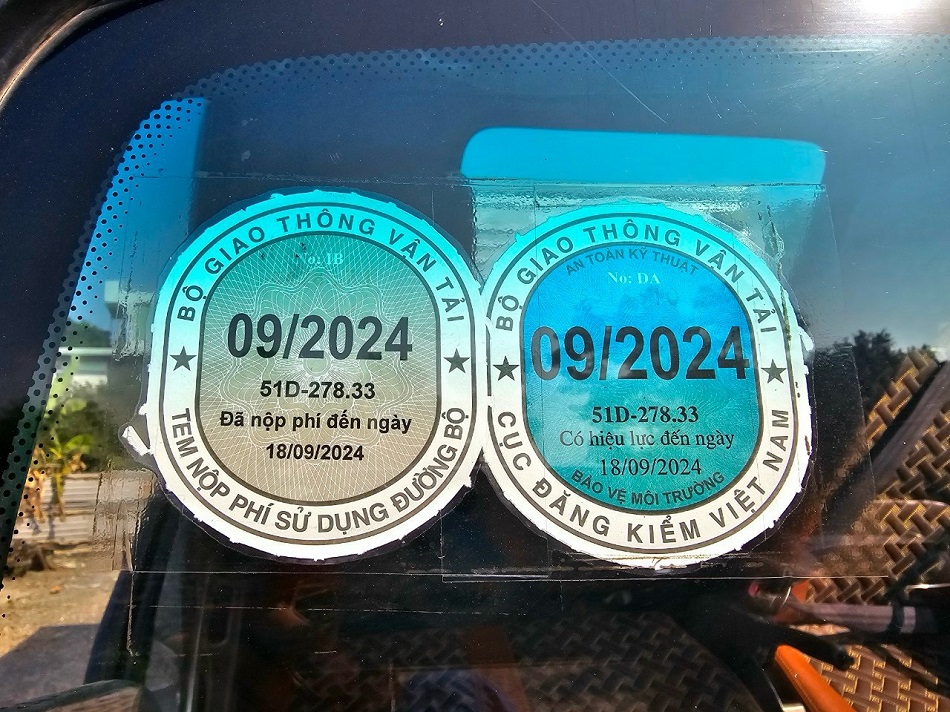 BỘ GIAO THÔNG VẬN TẢI
No: IB
09/2024
51D-278.33
Đã nộp phí đến ngày
18/09/2024
TEM NỘP PHÍ SỬ DỤNG ĐƯỜNG BỘ
BỘ GIAO THÔNG VẬN TẢI
AN TOÀN KỸ THUẬT
No: ĐA
09/2024
51D-278.33
Có hiệu lực đến ngày
18/09/2024
BẢO VỆ MÔI TRƯỜNG
CỤC ĐĂNG KIỂM VIỆT NAM